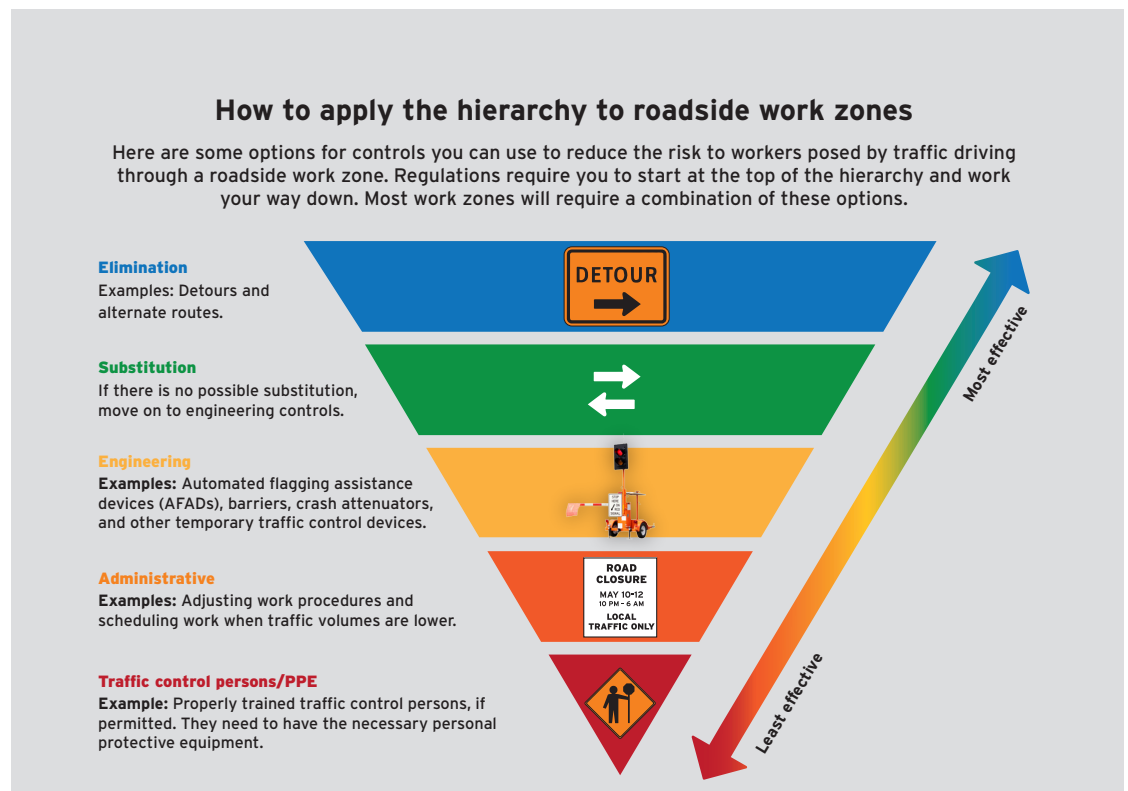 How to apply the hierarchy to roadside work zones
Here are some options for controls you can use to reduce the risk to workers posed by traffic driving
through a roadside work zone. Regulations require you to start at the top of the hierarchy and work
your way down. Most work zones will require a combination of these options.
Elimination
Examples: Detours and
alternate routes.
DETOUR
Most effective
Substitution
If there is no possible substitution,
move on to engineering controls.
Engineering
Examples: Automated flagging assistance
devices (AFADs), barriers, crash attenuators,
and other temporary traffic control devices.
Administrative
Examples: Adjusting work procedures and
scheduling work when traffic volumes are lower.
ROAD
CLOSURE
MAY 10-12
10 PM - 6 AM
LOCAL
TRAFFIC ONLY
Traffic control persons/PPE
Example: Properly trained traffic control persons, if
permitted. They need to have the necessary personal
protective equipment.
Least effective